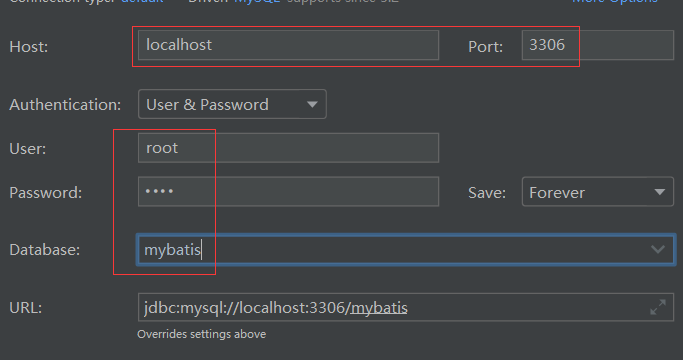 Connection type: default Driver: MySQL supports since 5.2 More Options
Host: localhost Port: 3306
Authentication: User & Password
User: root
Password: •••• Save: Forever
Database: mybatis
URL: jdbc:mysql://localhost:3306/mybatis
Overrides settings above